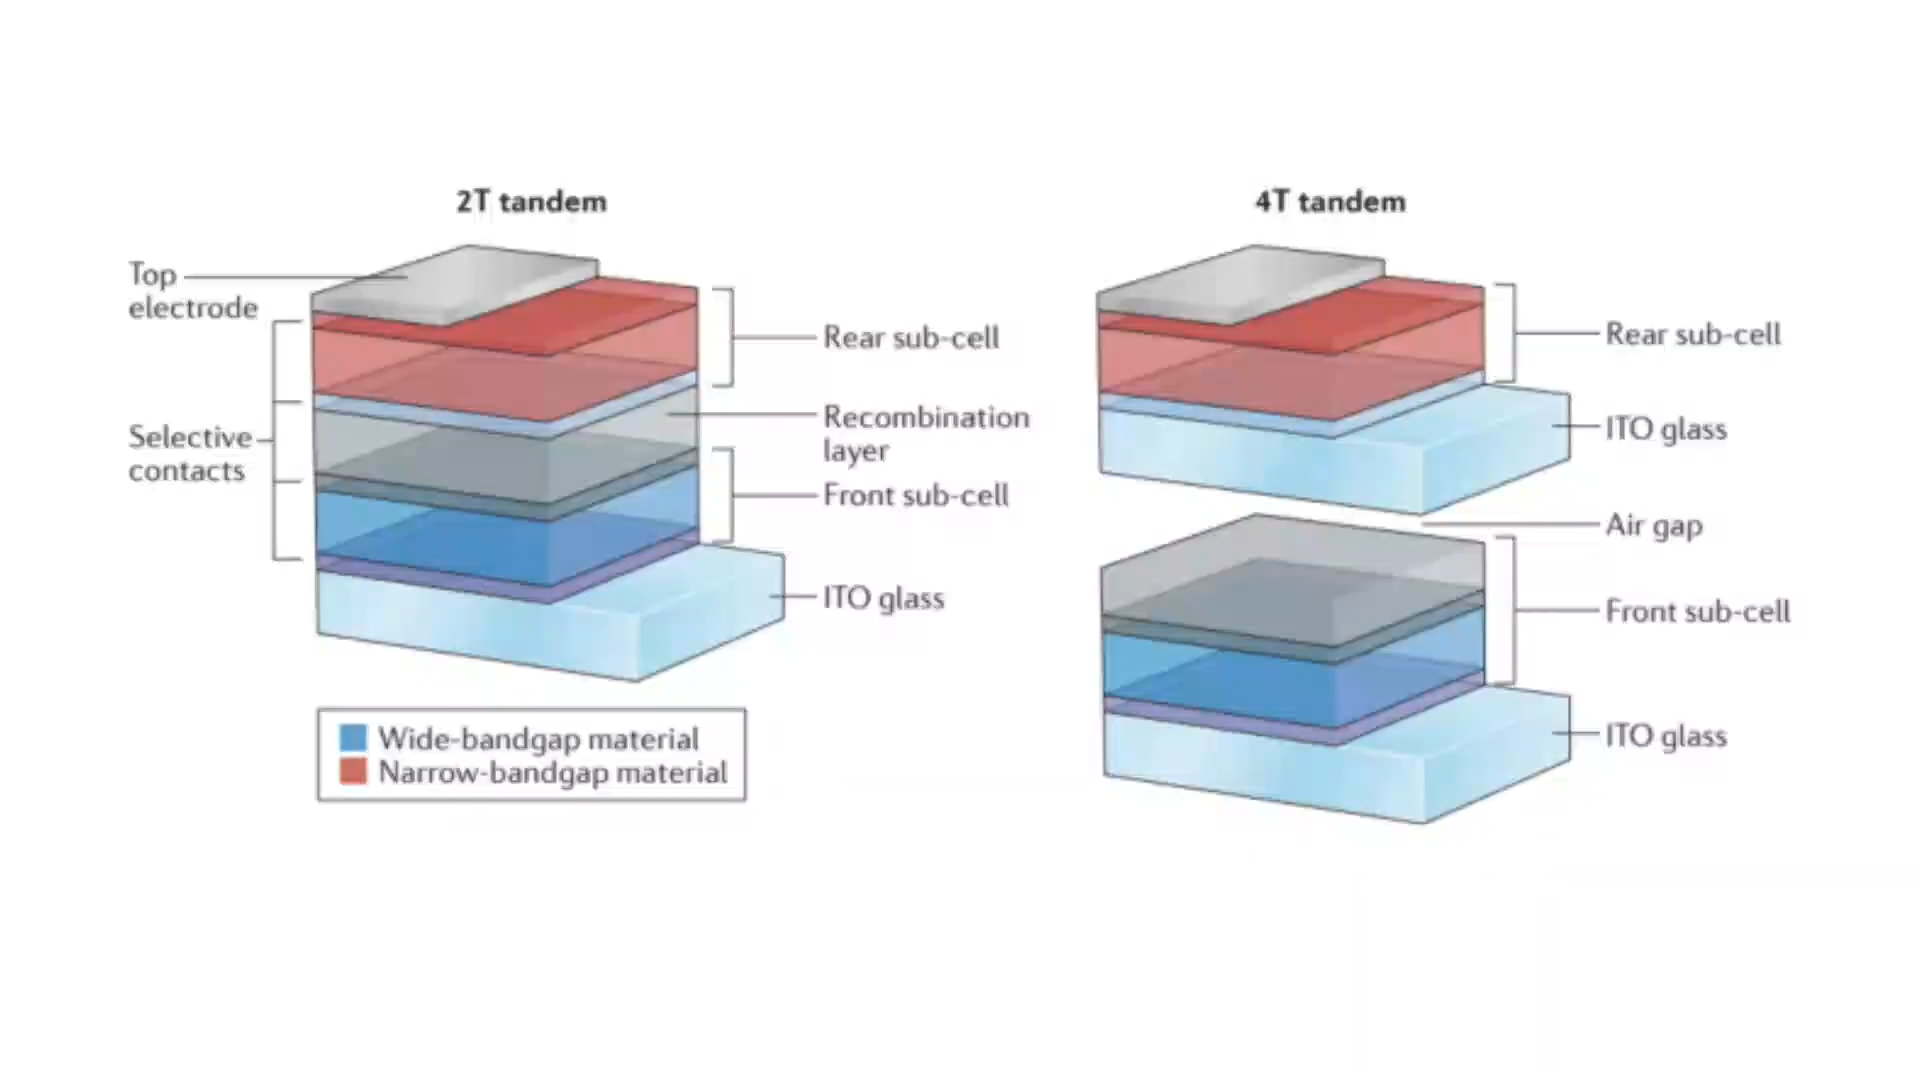 2T tandem
Top
electrode
Selective
contacts
Rear sub-cell
Recombination
layer
Front sub-cell
ITO glass
Wide-bandgap material
Narrow-bandgap material
4T tandem
Rear sub-cell
ITO glass
Air gap
Front sub-cell
ITO glass